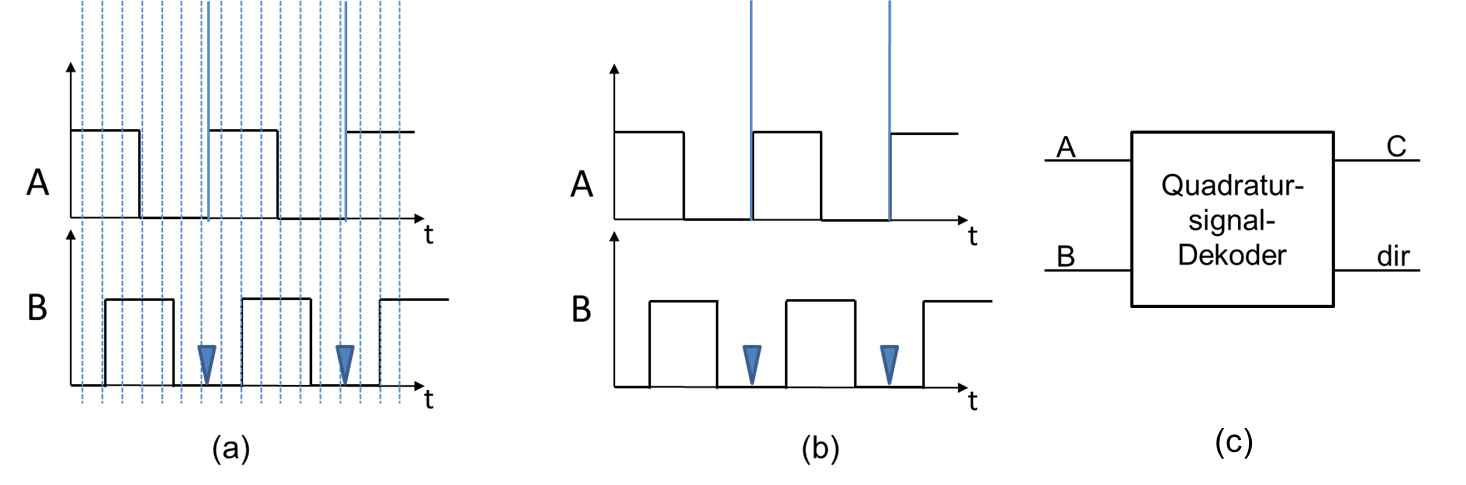 A
t
B
t
(a)
A
t
B
t
(b)
A
B
Quadratur-
signal-
Dekoder
C
dir
(c)